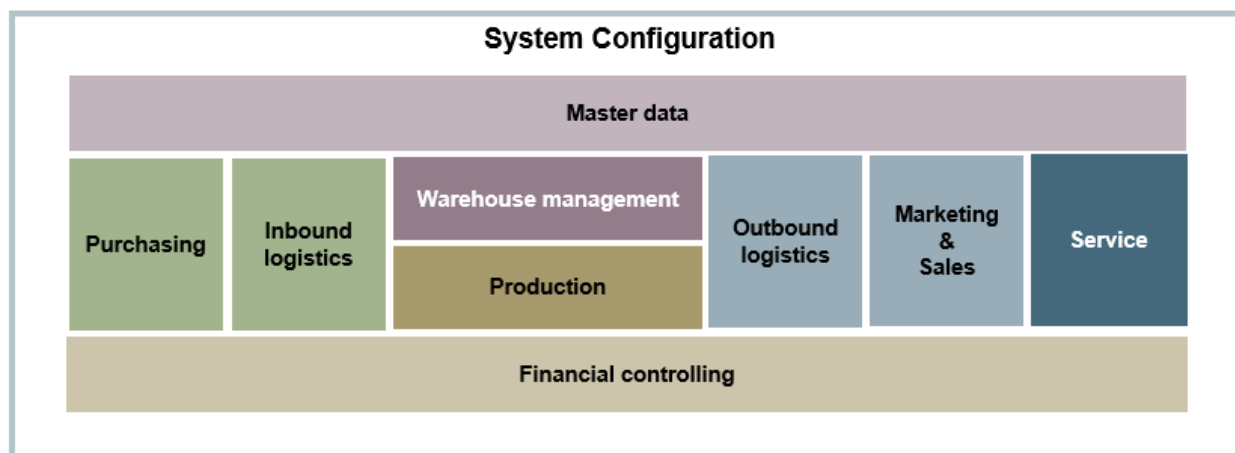 System Configuration
Master data
Purchasing
Inbound
logistics
Warehouse management
Production
Outbound
logistics
Marketing
&
Sales
Service
Financial controlling